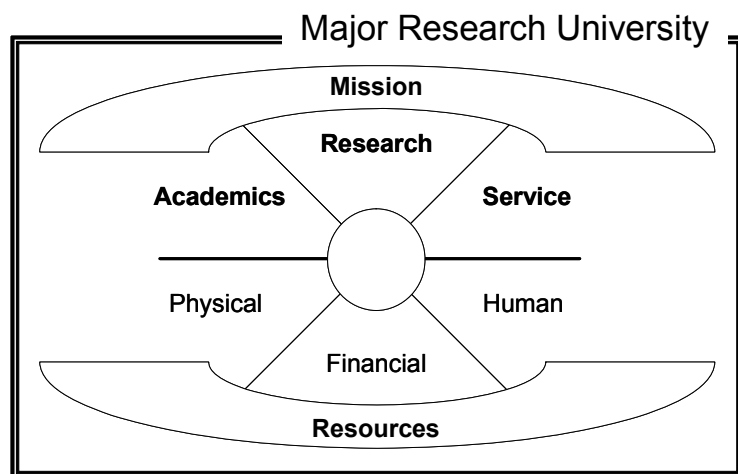 Major Research University
Mission
Research
Academics
Service
Physical
Human
Financial
Resources